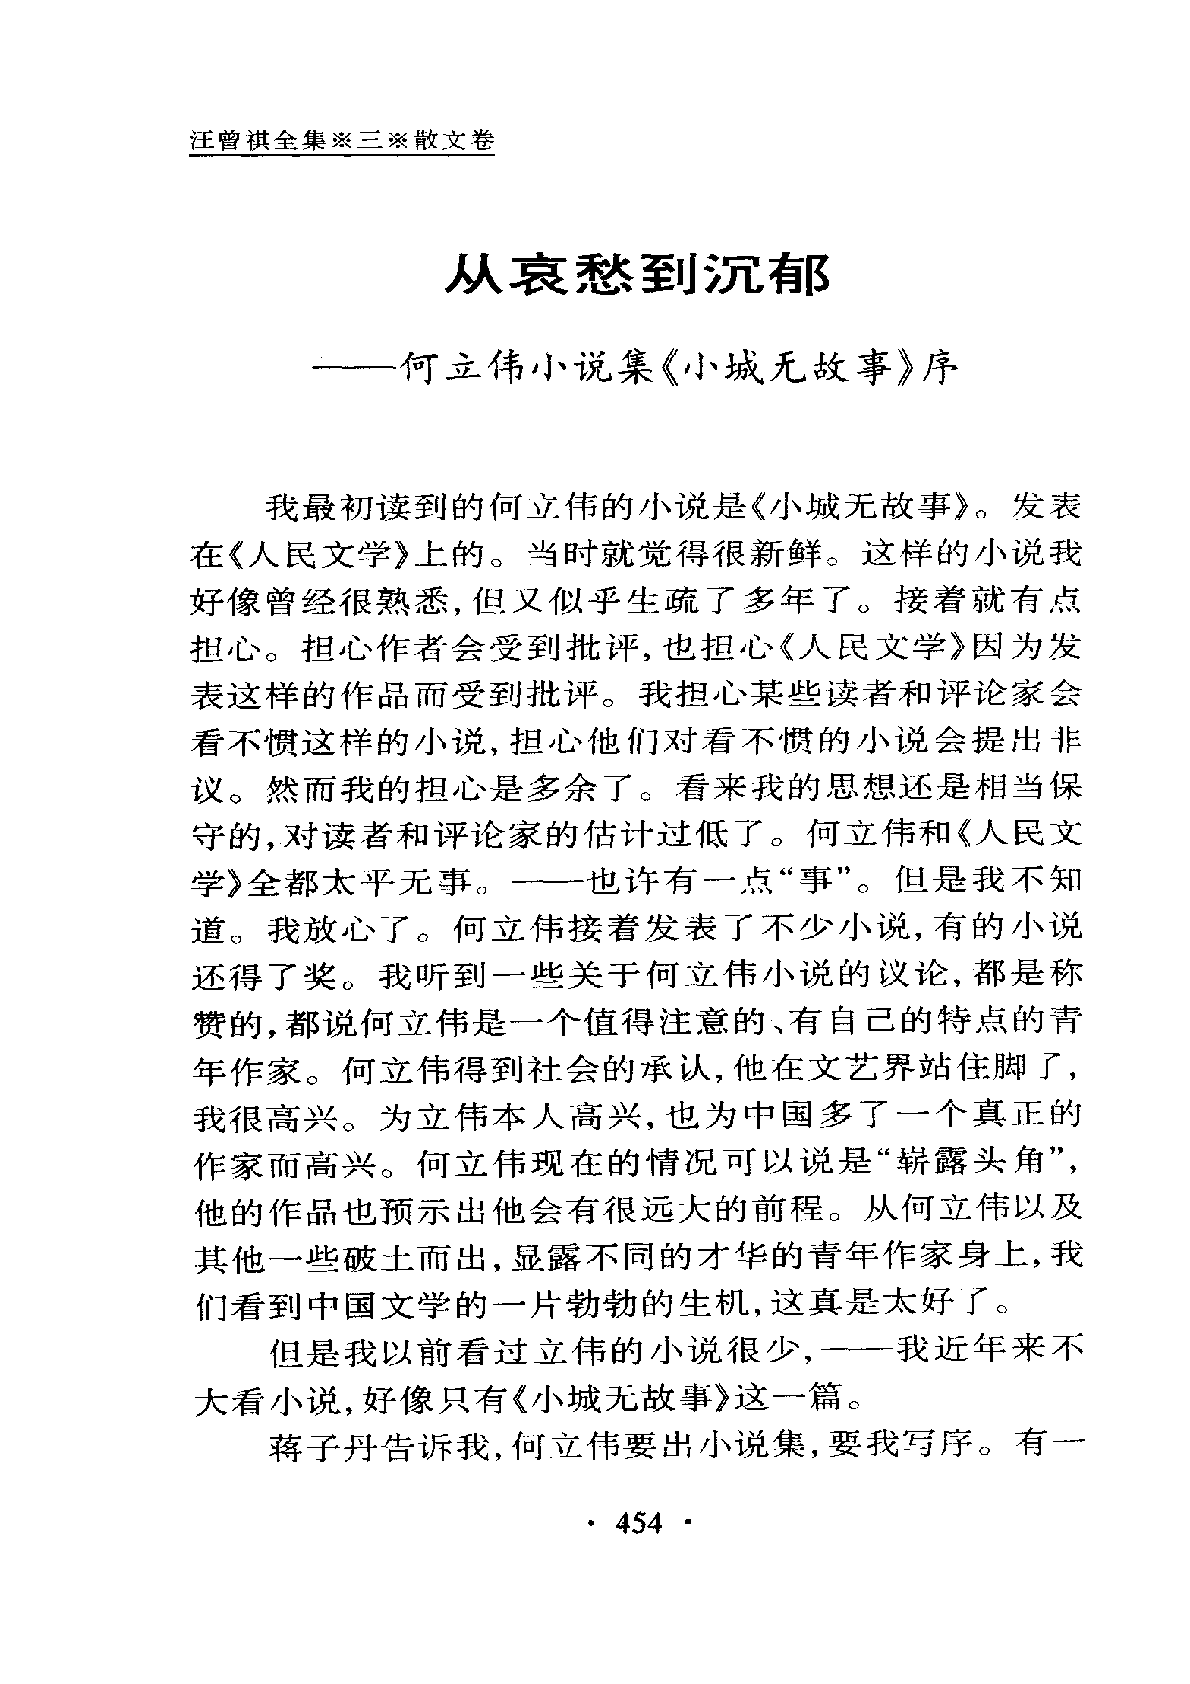 汪曾祺全集※三※散文卷
从哀愁到沉郁
——何立伟小说集《小城无故事》序
我最初读到的何立伟的小说是《小城无故事》。发表
在《人民文学》上的。当时就觉得很新鲜。这样的小说我
好像曾经很熟悉,但又似乎生疏了多年了。接着就有点
担心。担心作者会受到批评,也担心《人民文学》因为发
表这样的作品而受到批评。我担心某些读者和评论家会
看不惯这样的小说,担心他们对看不惯的小说会提出非
议。然而我的担心是多余了。看来我的思想还是相当保
守的,对读者和评论家的估计过低了。何立伟和《人民文
学》全都太平无事。——也许有一点“事”。但是我不知
道。我放心了。何立伟接着发表了不少小说,有的小说
还得了奖。我听到一些关于何立伟小说的议论,都是称
赞的,都说何立伟是一个值得注意的、有自己的特点的青
年作家。何立伟得到社会的承认,他在文艺界站住脚了,
我很高兴。为立伟本人高兴,也为中国多了一个真正的
作家而高兴。何立伟现在的情况可以说是“崭露头角”,
他的作品也预示出他会有很远大的前程。从何立伟以及
其他一些破土而出,显露不同的才华的青年作家身上,我
们看到中国文学的一片勃勃的生机,这真是太好了。
但是我以前看过立伟的小说很少,——我近年来不
大看小说,好像只有《小城无故事》这一篇。
蒋子丹告诉我,何立伟要出小说集,要我写序。有一
· 454 ·